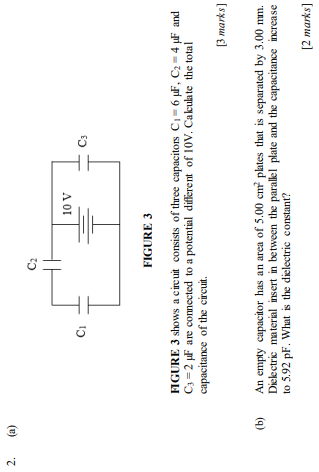 2. (a)
C2
C1
10 V
C3
FIGURE 3
FIGURE 3 shows a circuit consists of three capacitors C1 = 6 µF, C2 = 4 µF and
C3 = 2 µF are connected to a potential different of 10V. Calculate the total
capacitance of the circuit.
[3 marks]
(b) An empty capacitor has an area of 5.00 cm² plates that is separated by 3.00 mm.
Dielectric material insert in between the parallel plate and the capacitance increase
to 5.92 pF. What is the dielectric constant?
[2 marks]